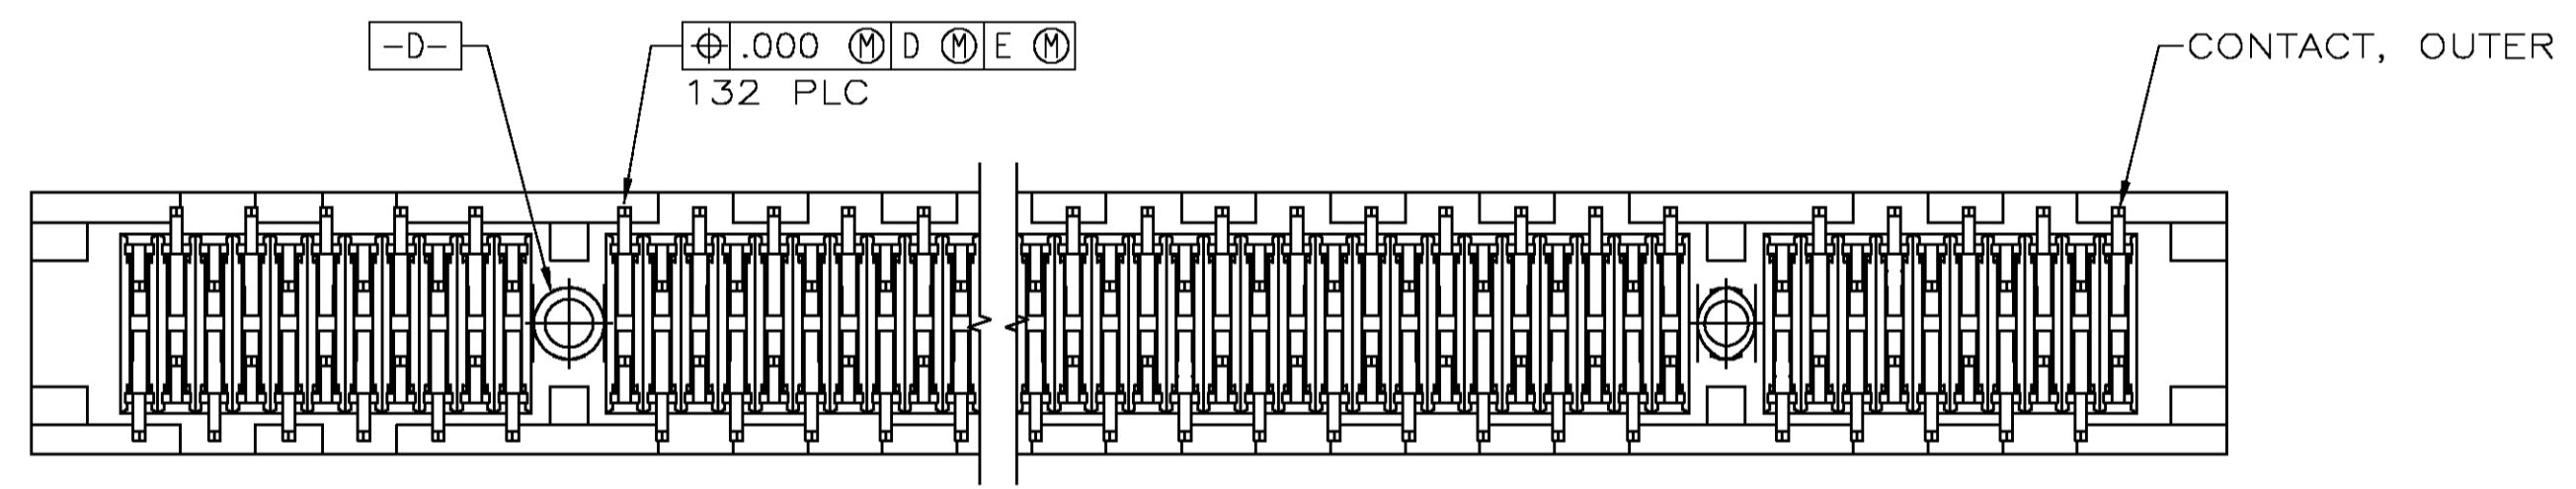 -D-
⌖ .000 Ⓜ D Ⓜ E Ⓜ
132 PLC
CONTACT, OUTER